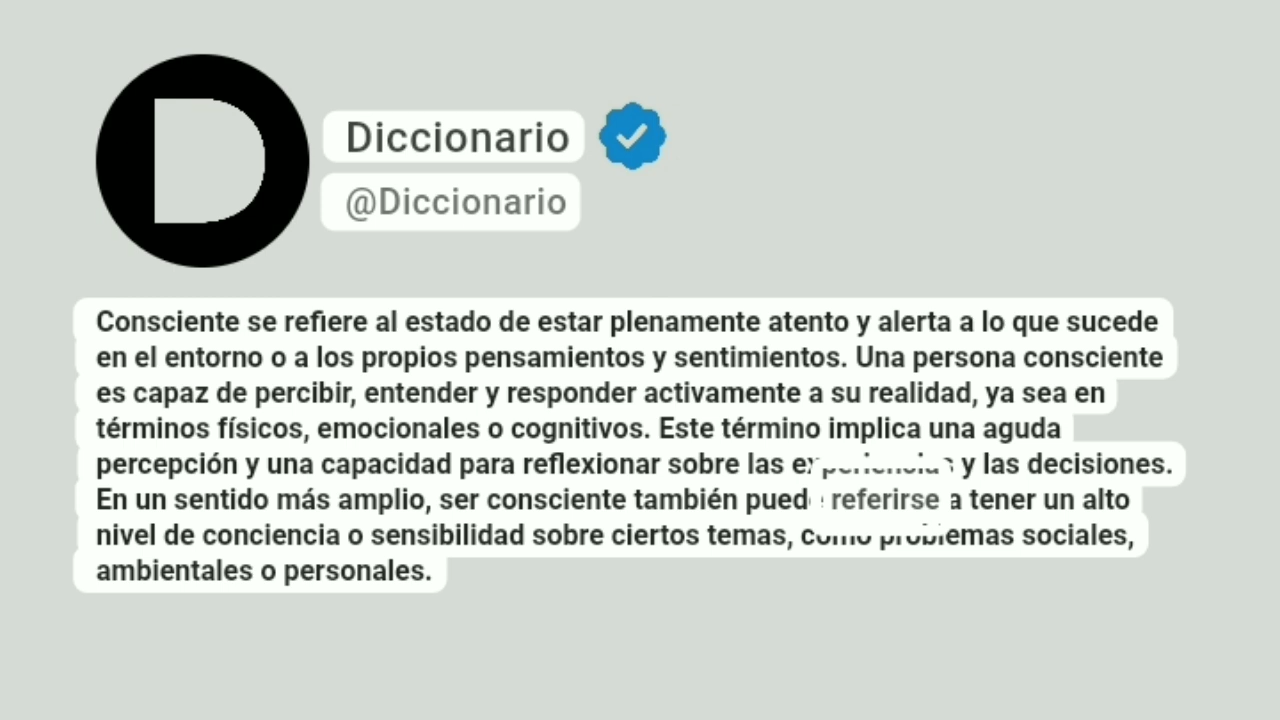 D
Diccionario
@Diccionario
Consciente se refiere al estado de estar plenamente atento y alerta a lo que sucede
en el entorno o a los propios pensamientos y sentimientos. Una persona consciente
es capaz de percibir, entender y responder activamente a su realidad, ya sea en
términos físicos, emocionales o cognitivos. Este término implica una aguda
percepción y una capacidad para reflexionar sobre las experiencias y las decisiones.
En un sentido más amplio, ser consciente también puede referirse a tener un alto
nivel de conciencia o sensibilidad sobre ciertos temas, como problemas sociales,
ambientales o personales.